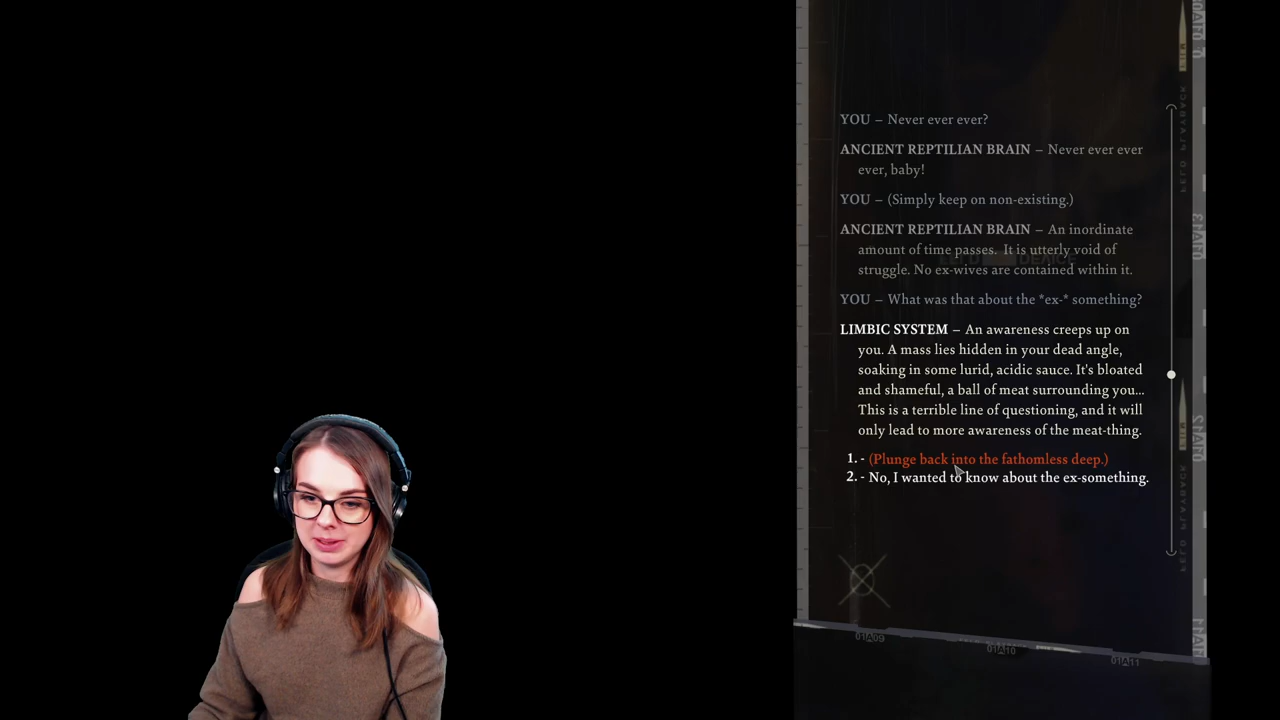 YOU – Never ever ever?
ANCIENT REPTILIAN BRAIN – Never ever ever
ever, baby!
YOU – (Simply keep on non-existing.)
ANCIENT REPTILIAN BRAIN – An inordinate
amount of time passes. It is utterly void of
struggle. No ex-wives are contained within it.
YOU – What was that about the *ex-* something?
LIMBIC SYSTEM – An awareness creeps up on
you. A mass lies hidden in your dead angle,
soaking in some lurid, acidic sauce. It's bloated
and shameful, a ball of meat surrounding you...
This is a terrible line of questioning, and it will
only lead to more awareness of the meat-thing.
1. - (Plunge back into the fathomless deep.)
2. - No, I wanted to know about the ex-something.
01A09
01A10
01A11